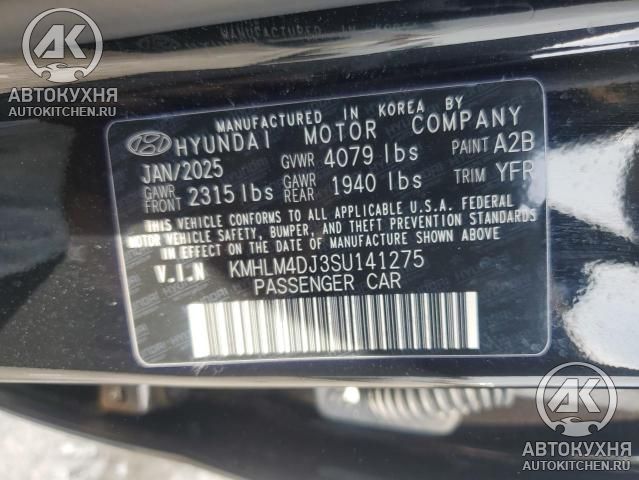 АК
АВТОКУХНЯ
AUTOKITCHEN.RU
MANUFACTURED IN KOREA BY
HYUNDAI MOTOR COMPANY
JAN/2025 GVWR 4079 lbs PAINT A2B
GAWR FRONT 2315 lbs GAWR REAR 1940 lbs TRIM YFR
THIS VEHICLE CONFORMS TO ALL APPLICABLE U.S.A. FEDERAL
MOTOR VEHICLE SAFETY, BUMPER, AND THEFT PREVENTION STANDARDS
IN EFFECT ON THE DATE OF MANUFACTURE SHOWN ABOVE.
V.I.N KMHLM4DJ3SU141275
PASSENGER CAR
АК
АВТОКУХНЯ
AUTOKITCHEN.RU